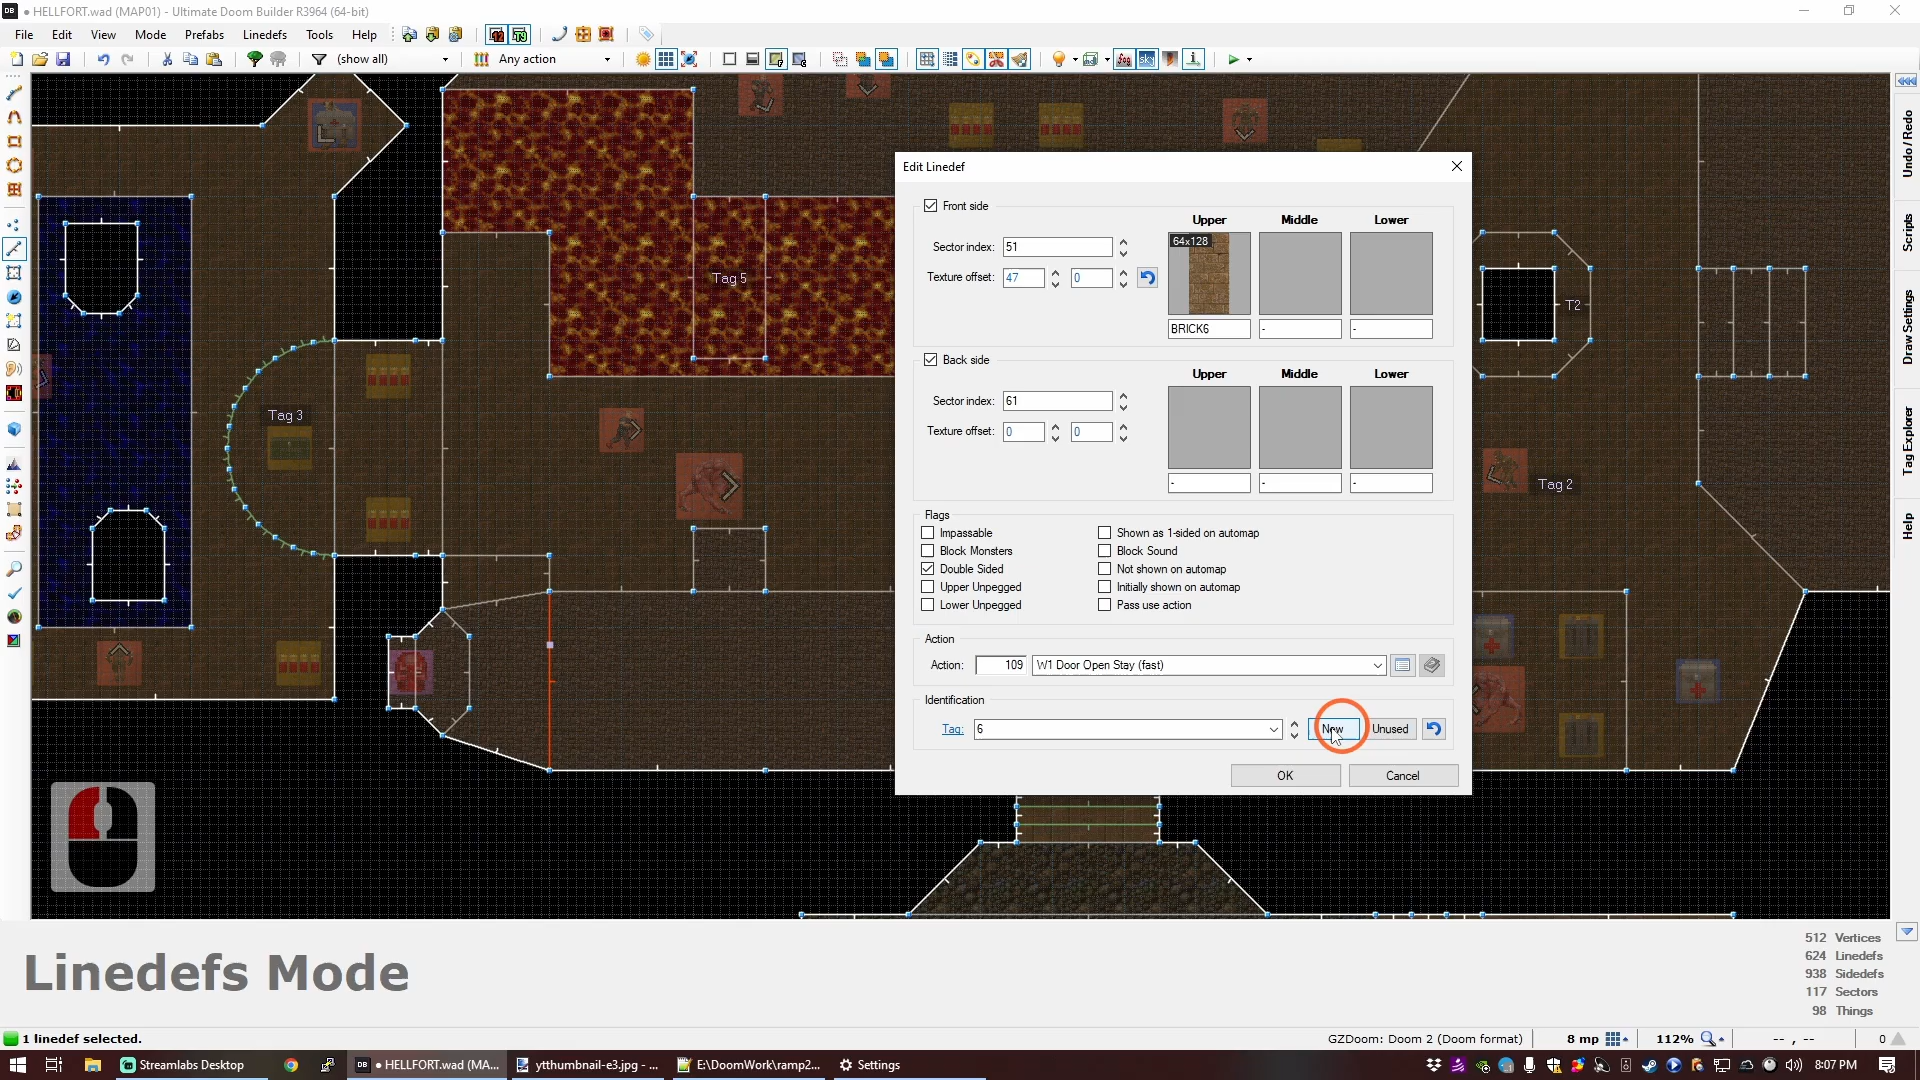 HELLFORT.wad (MAP01) - Ultimate Doom Builder R3964 (64-bit)
File Edit View Mode Prefabs Linedefs Tools Help
(show all) Any action
Edit Linedef
Front side
Upper Middle Lower
Sector index: 51
64x128
Texture offset: 47 0
BRICK6 - -
Back side
Upper Middle Lower
Sector index: 61
Texture offset: 0 0
- - -
Flags
Impassable Shown as 1-sided on automap
Block Monsters Block Sound
Double Sided Not shown on automap
Upper Unpegged Initially shown on automap
Lower Unpegged Pass use action
Action
Action: 109 W1 Door Open Stay (fast)
Identification
Tag: 6 New Unused
OK Cancel
Tag 5
Tag 3
T2
Tag 2
Undo / Redo
Scripts
Draw Settings
Tag Explorer
Help
Linedefs Mode
512 Vertices
624 Linedefs
938 Sidedefs
117 Sectors
98 Things
1 linedef selected.
GZDoom: Doom 2 (Doom format) 8 mp 112% -- , -- 0
Streamlabs Desktop HELLFORT.wad (MA... ytthumbnail-e3.jpg - ... E:\DoomWork\ramp2... Settings 8:07 PM